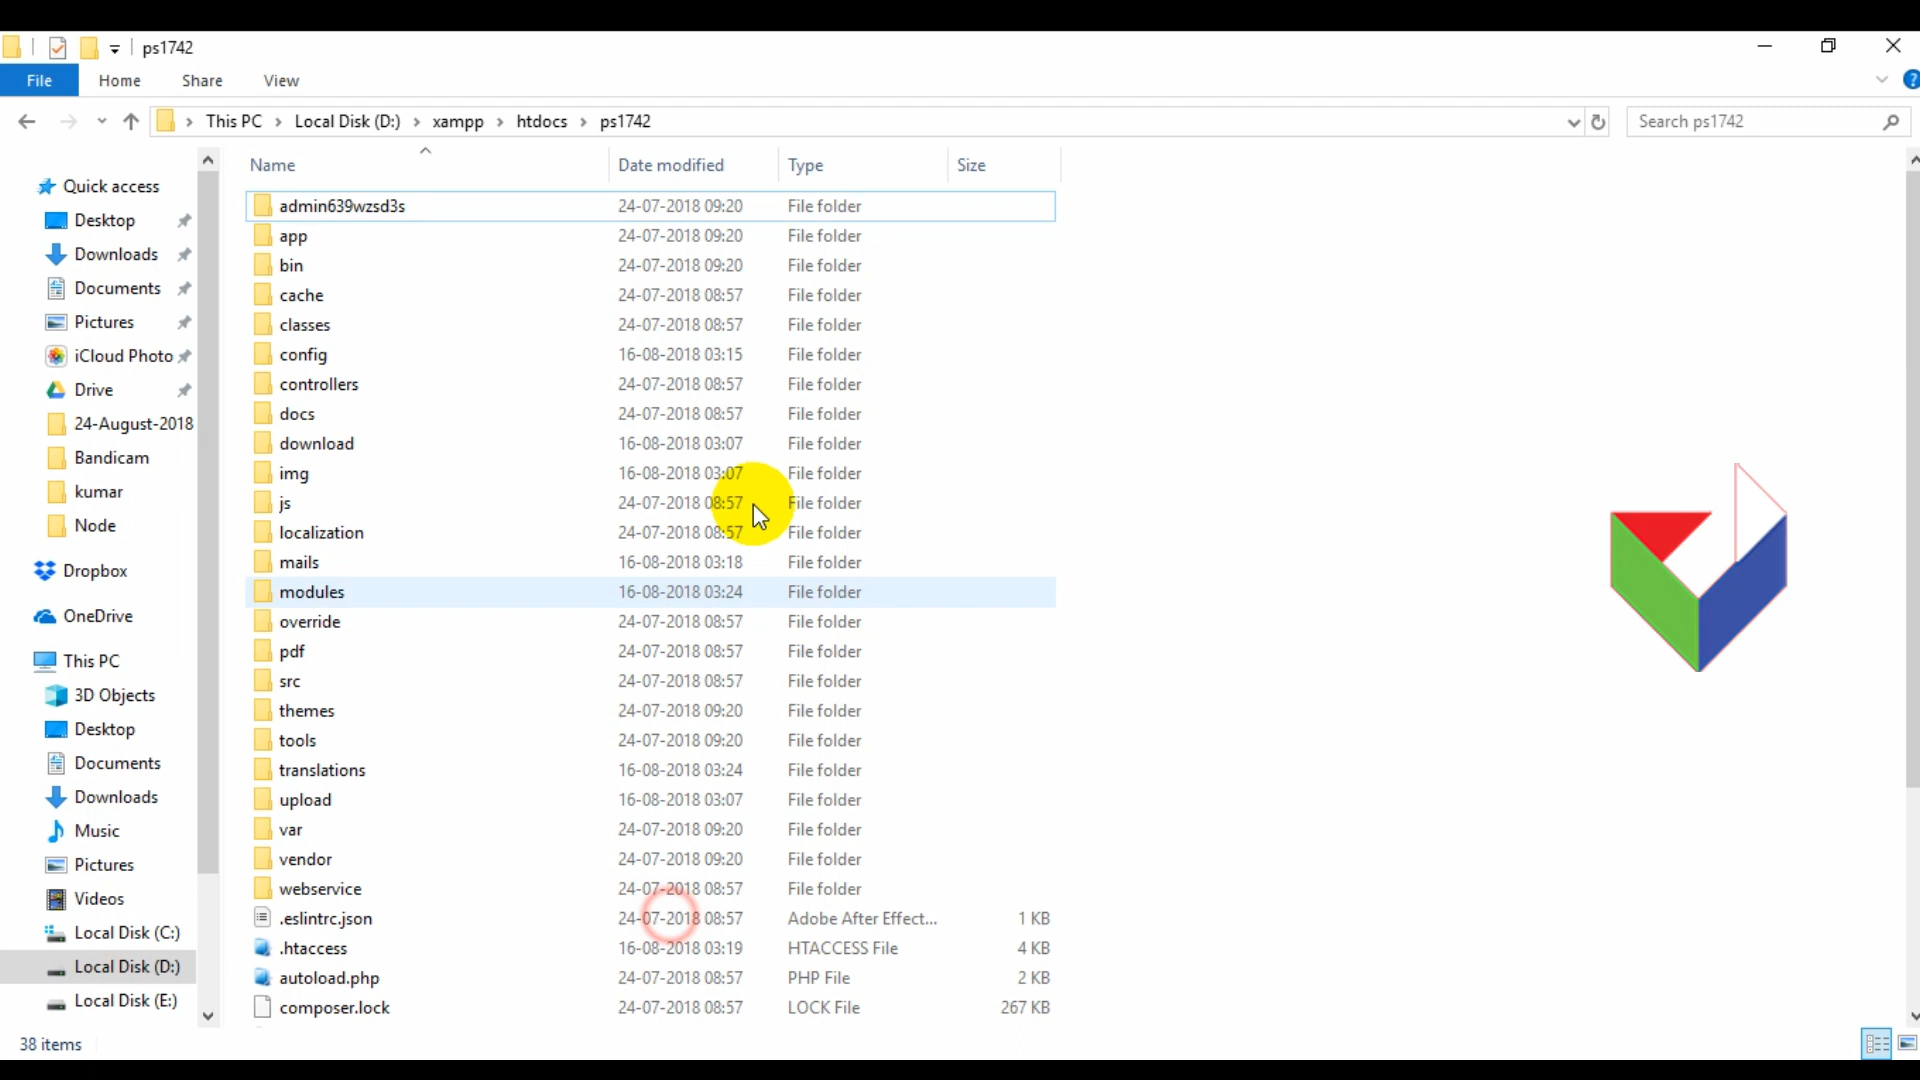 ps1742
File Home Share View
This PC Local Disk (D:) xampp htdocs ps1742 Search ps1742
Name Date modified Type Size
Quick access
Desktop
Downloads
Documents
Pictures
iCloud Photo
Drive
24-August-2018
Bandicam
kumar
Node
Dropbox
OneDrive
This PC
3D Objects
Desktop
Documents
Downloads
Music
Pictures
Videos
Local Disk (C:)
Local Disk (D:)
Local Disk (E:)
admin639wzsd3s 24-07-2018 09:20 File folder
app 24-07-2018 09:20 File folder
bin 24-07-2018 09:20 File folder
cache 24-07-2018 08:57 File folder
classes 24-07-2018 08:57 File folder
config 16-08-2018 03:15 File folder
controllers 24-07-2018 08:57 File folder
docs 24-07-2018 08:57 File folder
download 16-08-2018 03:07 File folder
img 16-08-2018 03:07 File folder
js 24-07-2018 08:57 File folder
localization 24-07-2018 08:57 File folder
mails 16-08-2018 03:18 File folder
modules 16-08-2018 03:24 File folder
override 24-07-2018 08:57 File folder
pdf 24-07-2018 08:57 File folder
src 24-07-2018 08:57 File folder
themes 24-07-2018 09:20 File folder
tools 24-07-2018 09:20 File folder
translations 16-08-2018 03:24 File folder
upload 16-08-2018 03:07 File folder
var 24-07-2018 09:20 File folder
vendor 24-07-2018 09:20 File folder
webservice 24-07-2018 08:57 File folder
.eslintrc.json 24-07-2018 08:57 Adobe After Effect... 1 KB
.htaccess 16-08-2018 03:19 HTACCESS File 4 KB
autoload.php 24-07-2018 08:57 PHP File 2 KB
composer.lock 24-07-2018 08:57 LOCK File 267 KB
38 items